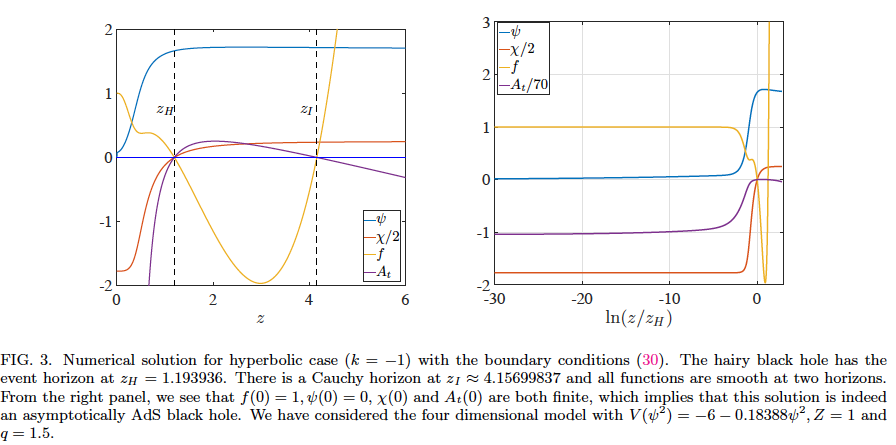 2
1
0
-1
-2
0
2
4
6
z
z_H
z_I
ψ
χ/2
f
A_t
3
2
1
0
-1
-2
-30
-20
-10
0
ln(z/z_H)
ψ
χ/2
f
A_t/70
FIG. 3. Numerical solution for hyperbolic case (k = −1) with the boundary conditions (30). The hairy black hole has the
event horizon at z_H = 1.193936. There is a Cauchy horizon at z_I ≈ 4.15699837 and all functions are smooth at two horizons.
From the right panel, we see that f(0) = 1, ψ(0) = 0, χ(0) and A_t(0) are both finite, which implies that this solution is indeed
an asymptotically AdS black hole. We have considered the four dimensional model with V(ψ²) = −6 − 0.18388ψ², Z = 1 and
q = 1.5.